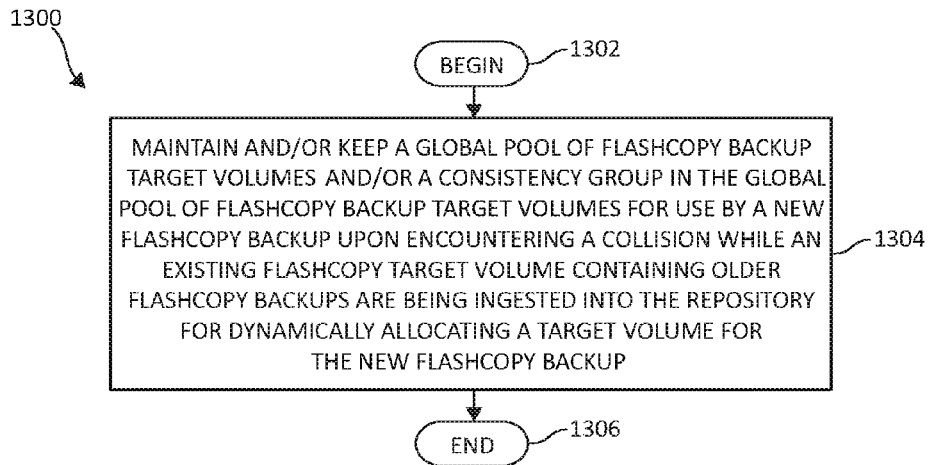 1300
BEGIN
1302
MAINTAIN AND/OR KEEP A GLOBAL POOL OF FLASHCOPY BACKUP
TARGET VOLUMES AND/OR A CONSISTENCY GROUP IN THE GLOBAL
POOL OF FLASHCOPY BACKUP TARGET VOLUMES FOR USE BY A NEW
FLASHCOPY BACKUP UPON ENCOUNTERING A COLLISION WHILE AN
EXISTING FLASHCOPY TARGET VOLUME CONTAINING OLDER
FLASHCOPY BACKUPS ARE BEING INGESTED INTO THE REPOSITORY
FOR DYNAMICALLY ALLOCATING A TARGET VOLUME FOR
THE NEW FLASHCOPY BACKUP
1304
END
1306